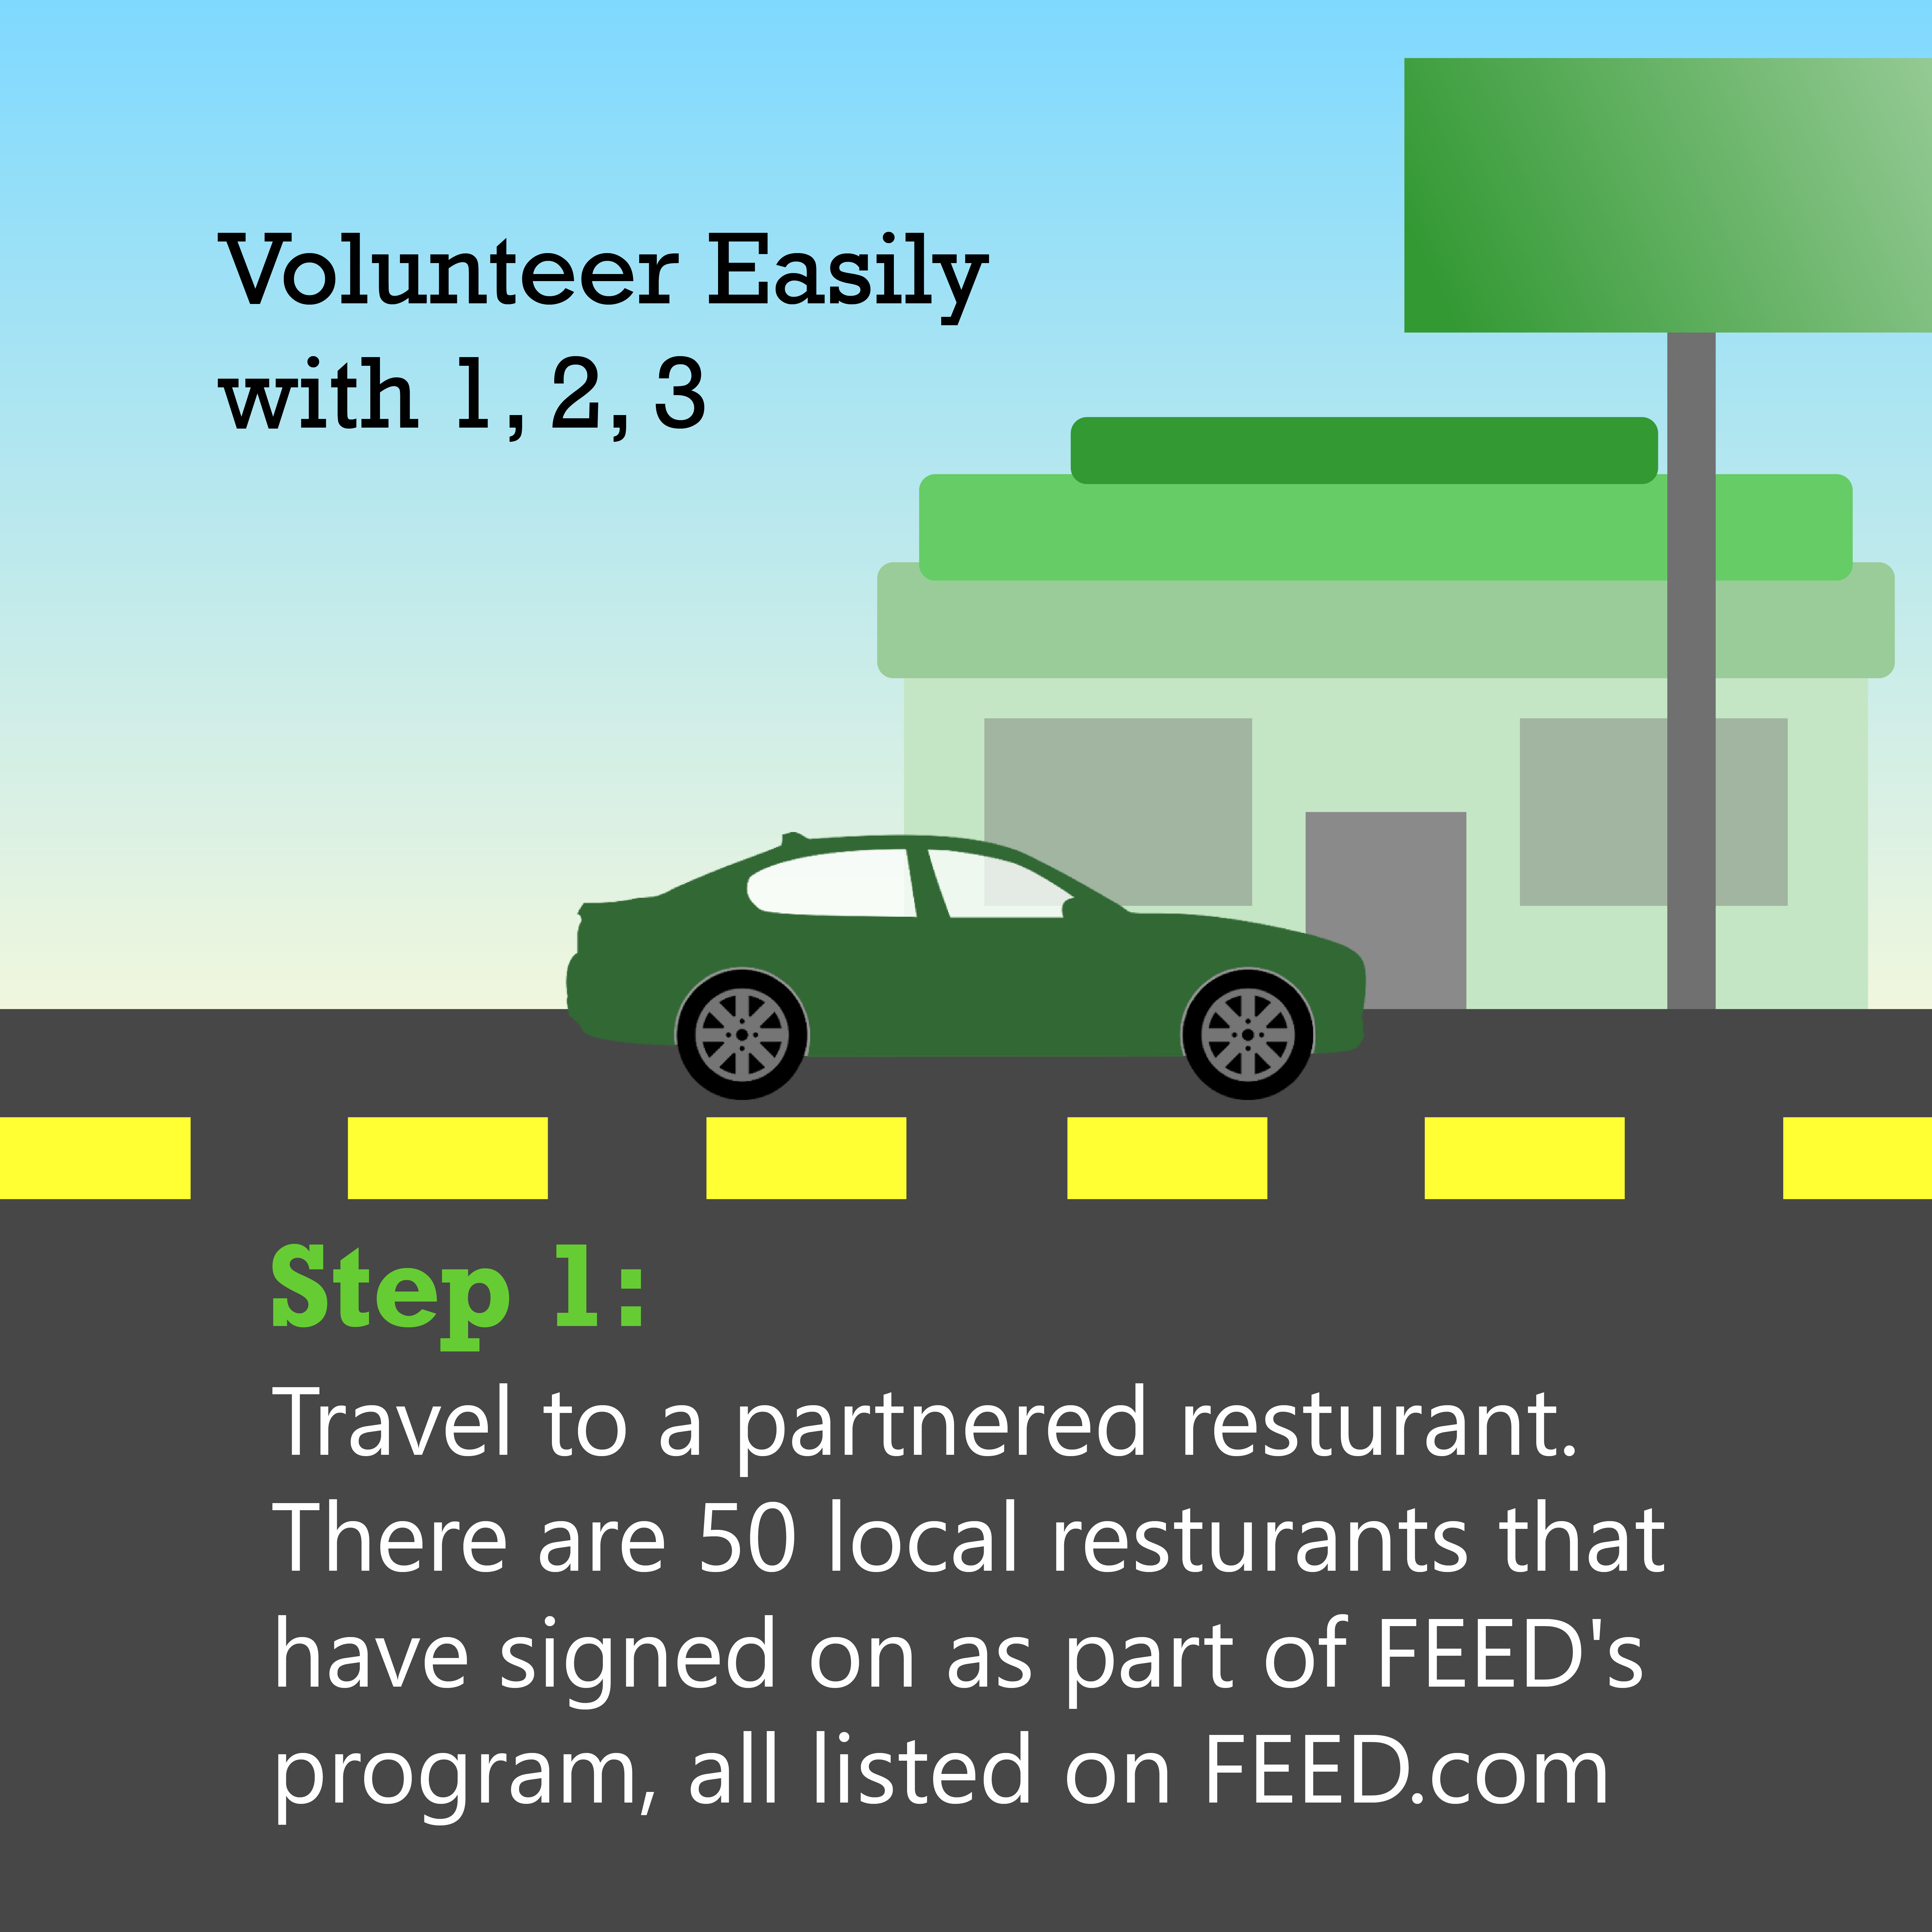 Volunteer Easily
with 1, 2, 3
Step 1:
Travel to a partnered resturant.
There are 50 local resturants that
have signed on as part of FEED's
program, all listed on FEED.com